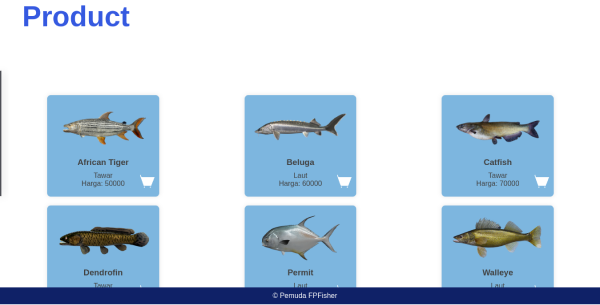 Product
African Tiger
Tawar
Harga: 50000
Beluga
Laut
Harga: 60000
Catfish
Tawar
Harga: 70000
Dendrofin
Tawar
Permit
Laut
Walleye
Laut
© Pemuda FPFisher